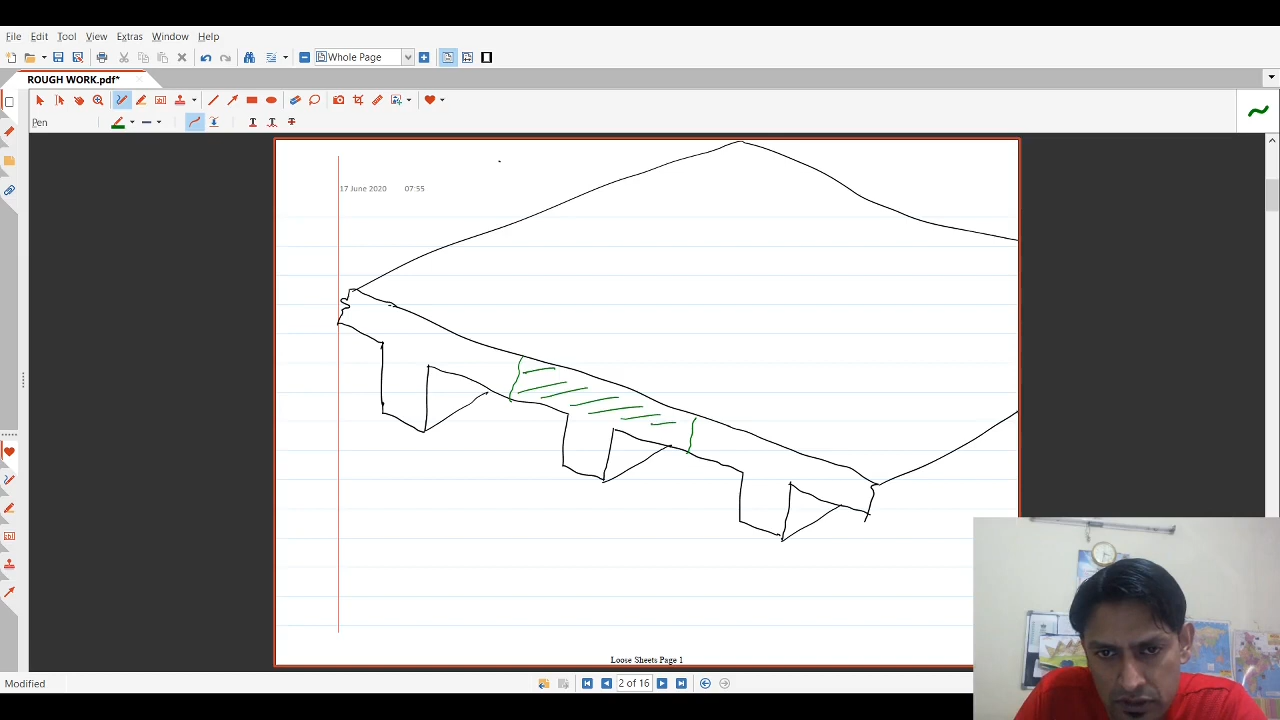 File Edit Tool View Extras Window Help
Whole Page
ROUGH WORK.pdf*
Pen
17 June 2020 07:55
Loose Sheets Page 1
Modified
2 of 16